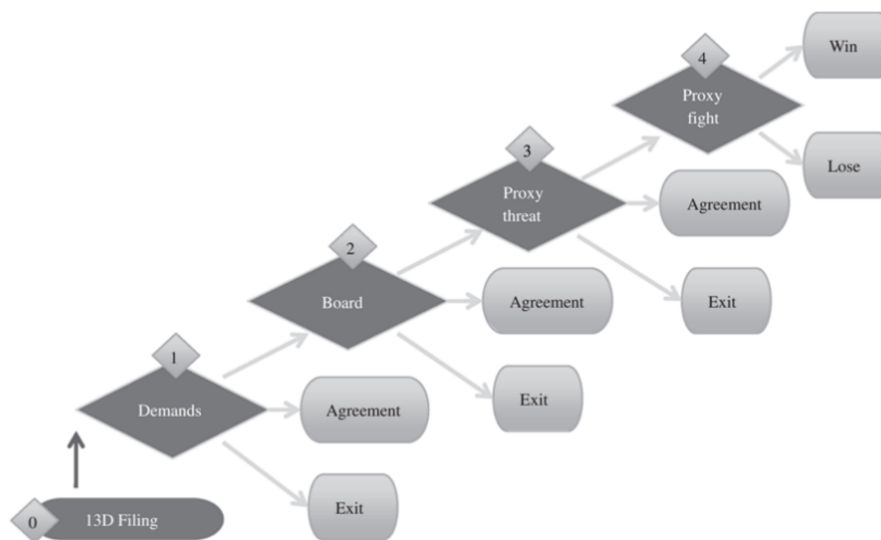 4
Win
Proxy
fight
3
Lose
Proxy
threat
Agreement
2
Board
Agreement
Exit
1
Demands
Agreement
Exit
Exit
0
13D Filing